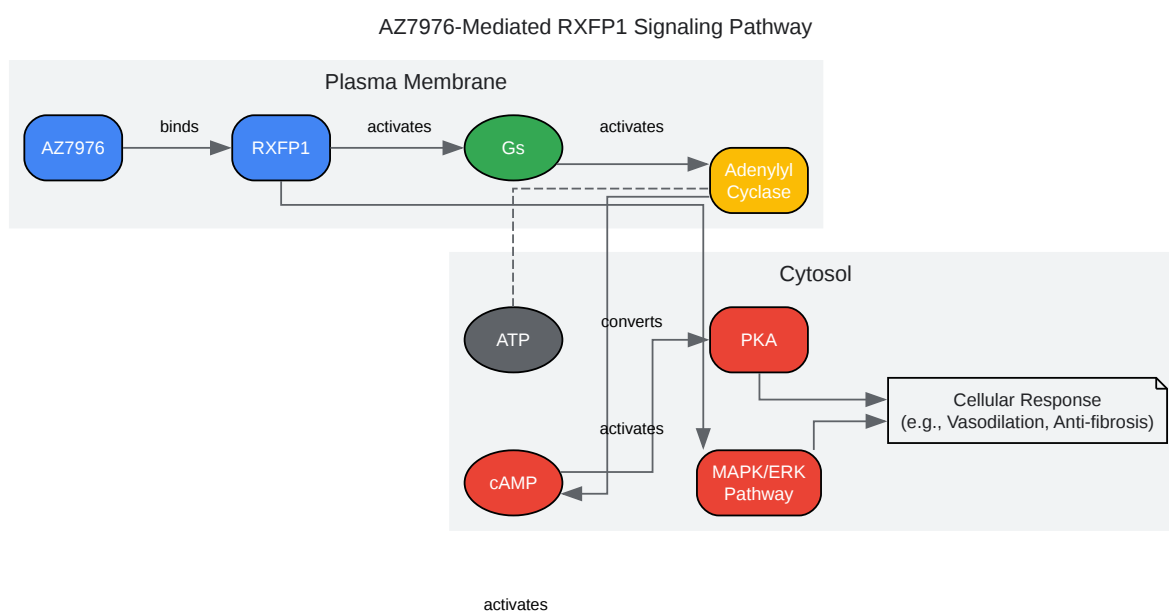 AZ7976-Mediated RXFP1 Signaling Pathway
Plasma Membrane
binds
activates
activates
AZ7976
RXFP1
Gs
Adenylyl
Cyclase
Cytosol
converts
ATP
PKA
Cellular Response
(e.g., Vasodilation, Anti-fibrosis)
activates
cAMP
MAPK/ERK
Pathway
activates